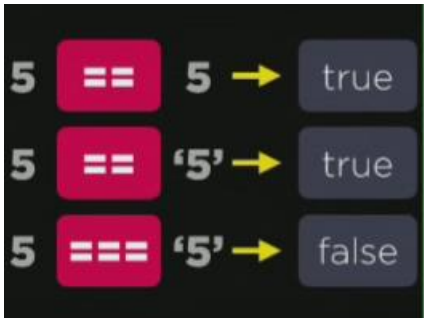 5 == 5 → true
5 == ‘5’ → true
5 === ‘5’ → false